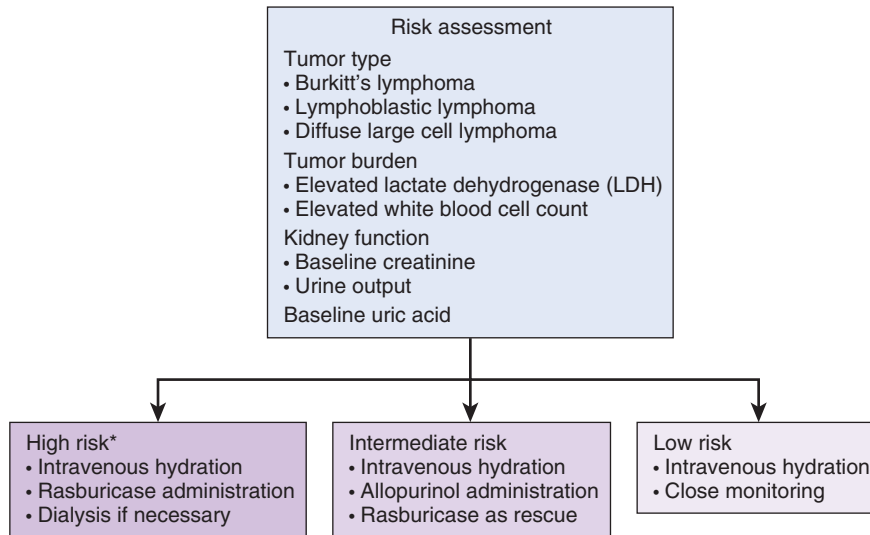 Risk assessment
Tumor type
• Burkitt's lymphoma
• Lymphoblastic lymphoma
• Diffuse large cell lymphoma
Tumor burden
• Elevated lactate dehydrogenase (LDH)
• Elevated white blood cell count
Kidney function
• Baseline creatinine
• Urine output
Baseline uric acid
High risk*
• Intravenous hydration
• Rasburicase administration
• Dialysis if necessary
Intermediate risk
• Intravenous hydration
• Allopurinol administration
• Rasburicase as rescue
Low risk
• Intravenous hydration
• Close monitoring